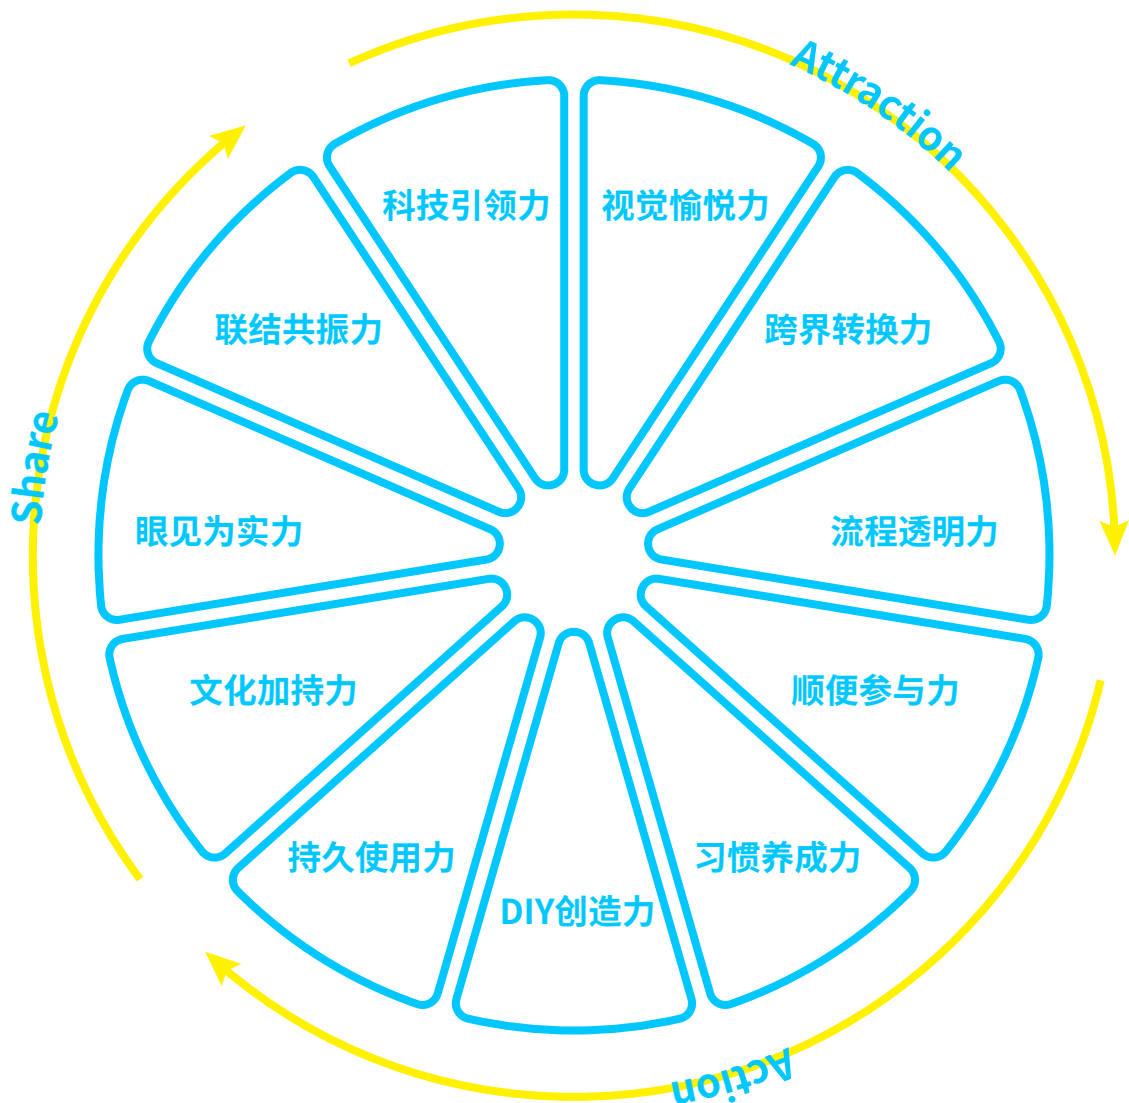 Attraction
科技引领力
视觉愉悦力
联结共振力
跨界转换力
Share
眼见为实力
流程透明力
文化加持力
顺便参与力
持久使用力
习惯养成力
DIY创造力
Action